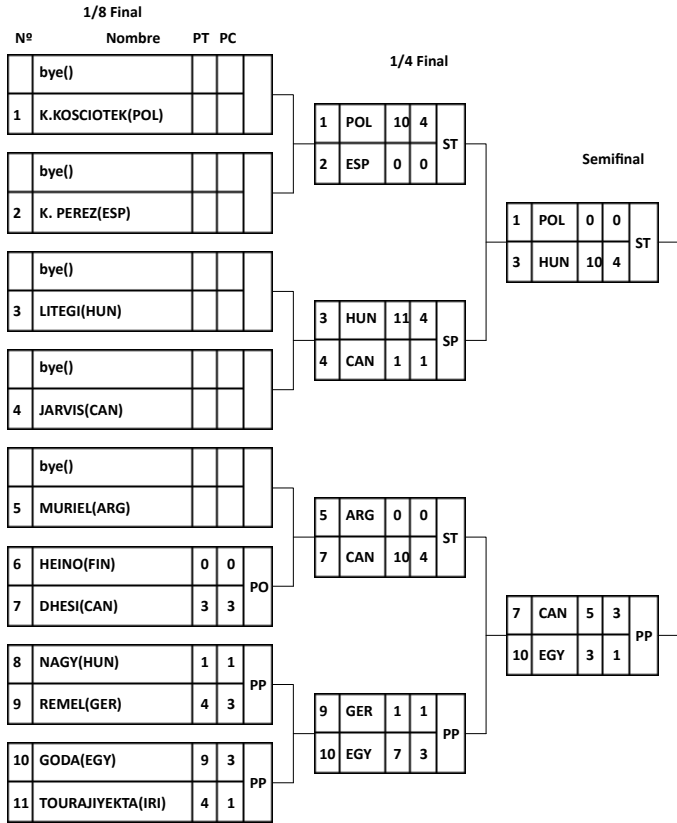 1/8 Final
Nº Nombre PT PC
bye()
1 K.KOSCIOTEK(POL)
bye()
2 K. PEREZ(ESP)
bye()
3 LITEGI(HUN)
bye()
4 JARVIS(CAN)
bye()
5 MURIEL(ARG)
6 HEINO(FIN) 0 0
PO
7 DHESI(CAN) 3 3
8 NAGY(HUN) 1 1
PP
9 REMEL(GER) 4 3
10 GODA(EGY) 9 3
PP
11 TOURAJIYEKTA(IRI) 4 1
1/4 Final
1 POL 10 4
ST
2 ESP 0 0
3 HUN 11 4
SP
4 CAN 1 1
5 ARG 0 0
ST
7 CAN 10 4
9 GER 1 1
PP
10 EGY 7 3
Semifinal
1 POL 0 0
ST
3 HUN 10 4
7 CAN 5 3
PP
10 EGY 3 1